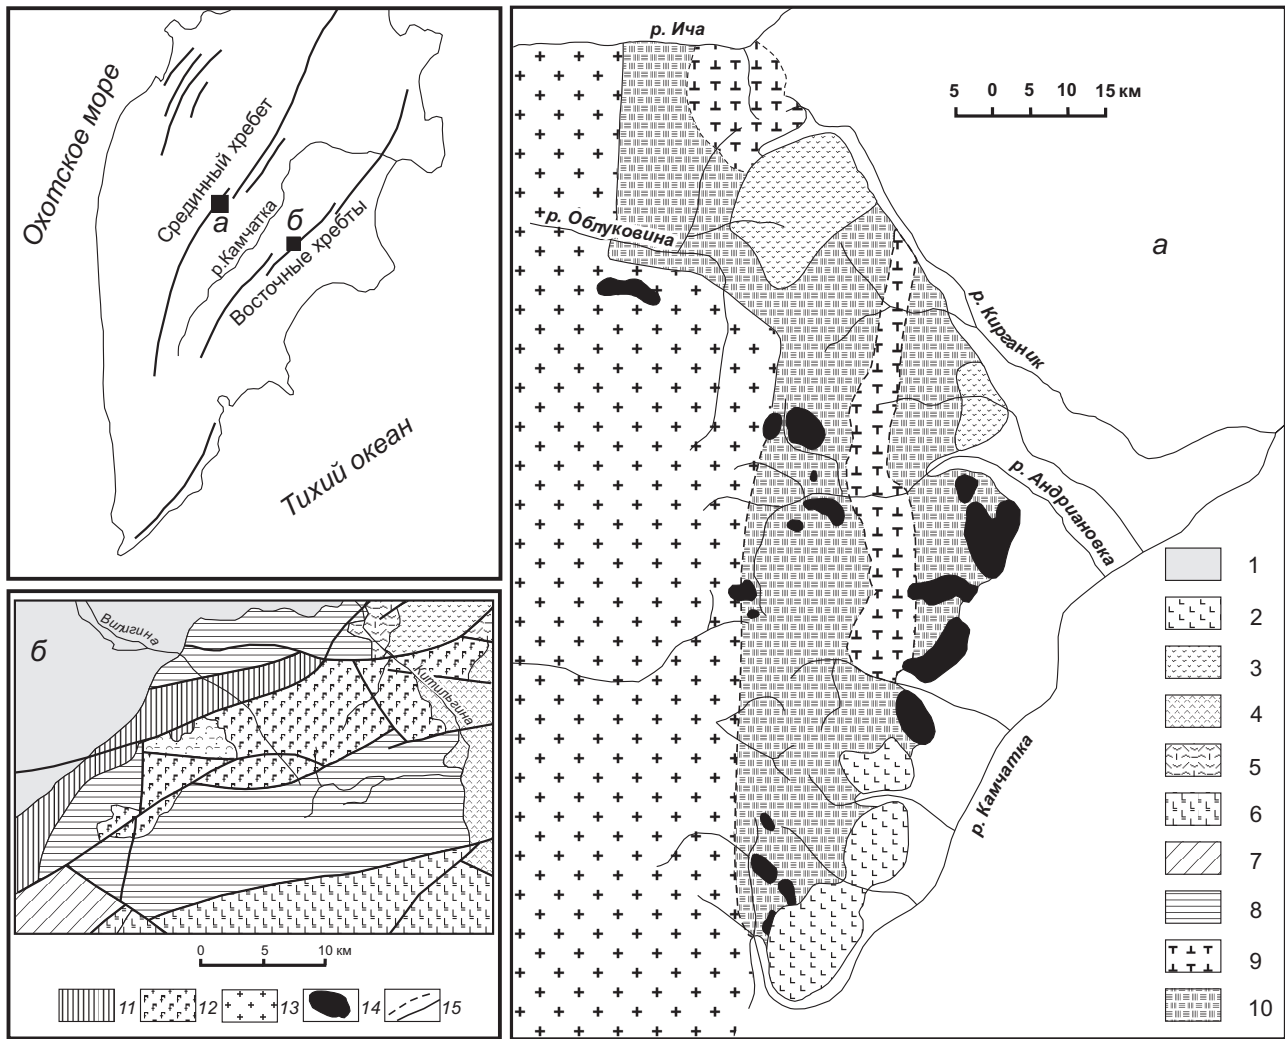 Охотское море
Срединный хребет
а
р.Камчатка
б
Восточные хребты
Тихий океан
б
Вилигина
Китильгина
0 5 10 км
11 12 13 14 15
р. Ича
5 0 5 10 15 км
р. Облуковина
а
р. Кирганик
р. Андриановка
р. Камчатка
1
2
3
4
5
6
7
8
9
10